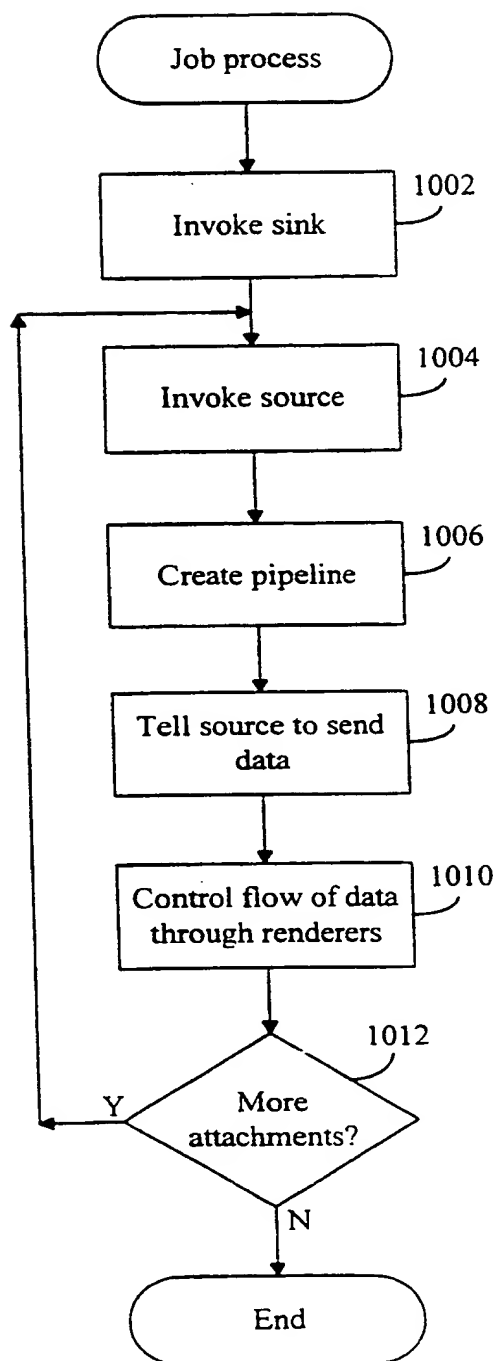 Job process
1002
Invoke sink
1004
Invoke source
1006
Create pipeline
1008
Tell source to send
data
1010
Control flow of data
through renderers
1012
More
attachments?
Y
N
End